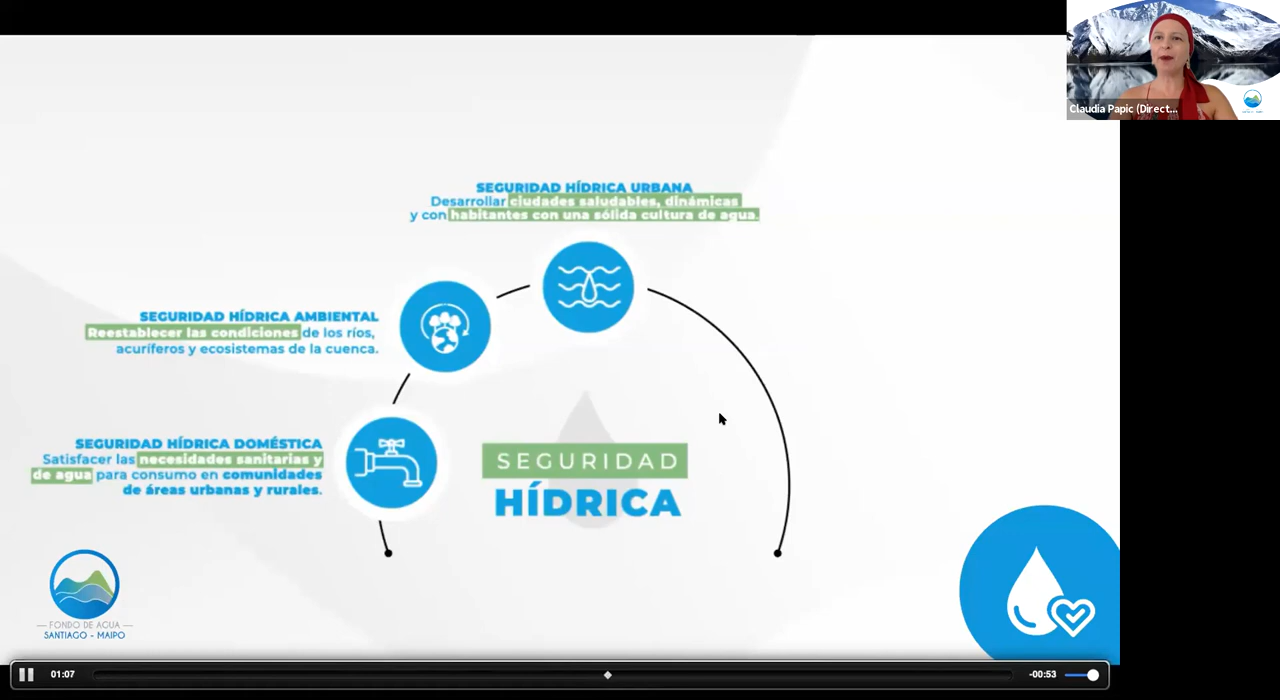 Claudia Papic (Direct...
SEGURIDAD HÍDRICA URBANA
Desarrollar ciudades saludables, dinámicas
y con habitantes con una sólida cultura de agua.
SEGURIDAD HÍDRICA AMBIENTAL
Reestablecer las condiciones de los ríos,
acuríferos y ecosistemas de la cuenca.
SEGURIDAD HÍDRICA DOMÉSTICA
Satisfacer las necesidades sanitarias y
de agua para consumo en comunidades
de áreas urbanas y rurales.
SEGURIDAD
HÍDRICA
FONDO DE AGUA
SANTIAGO - MAIPO
01:07
-00:53